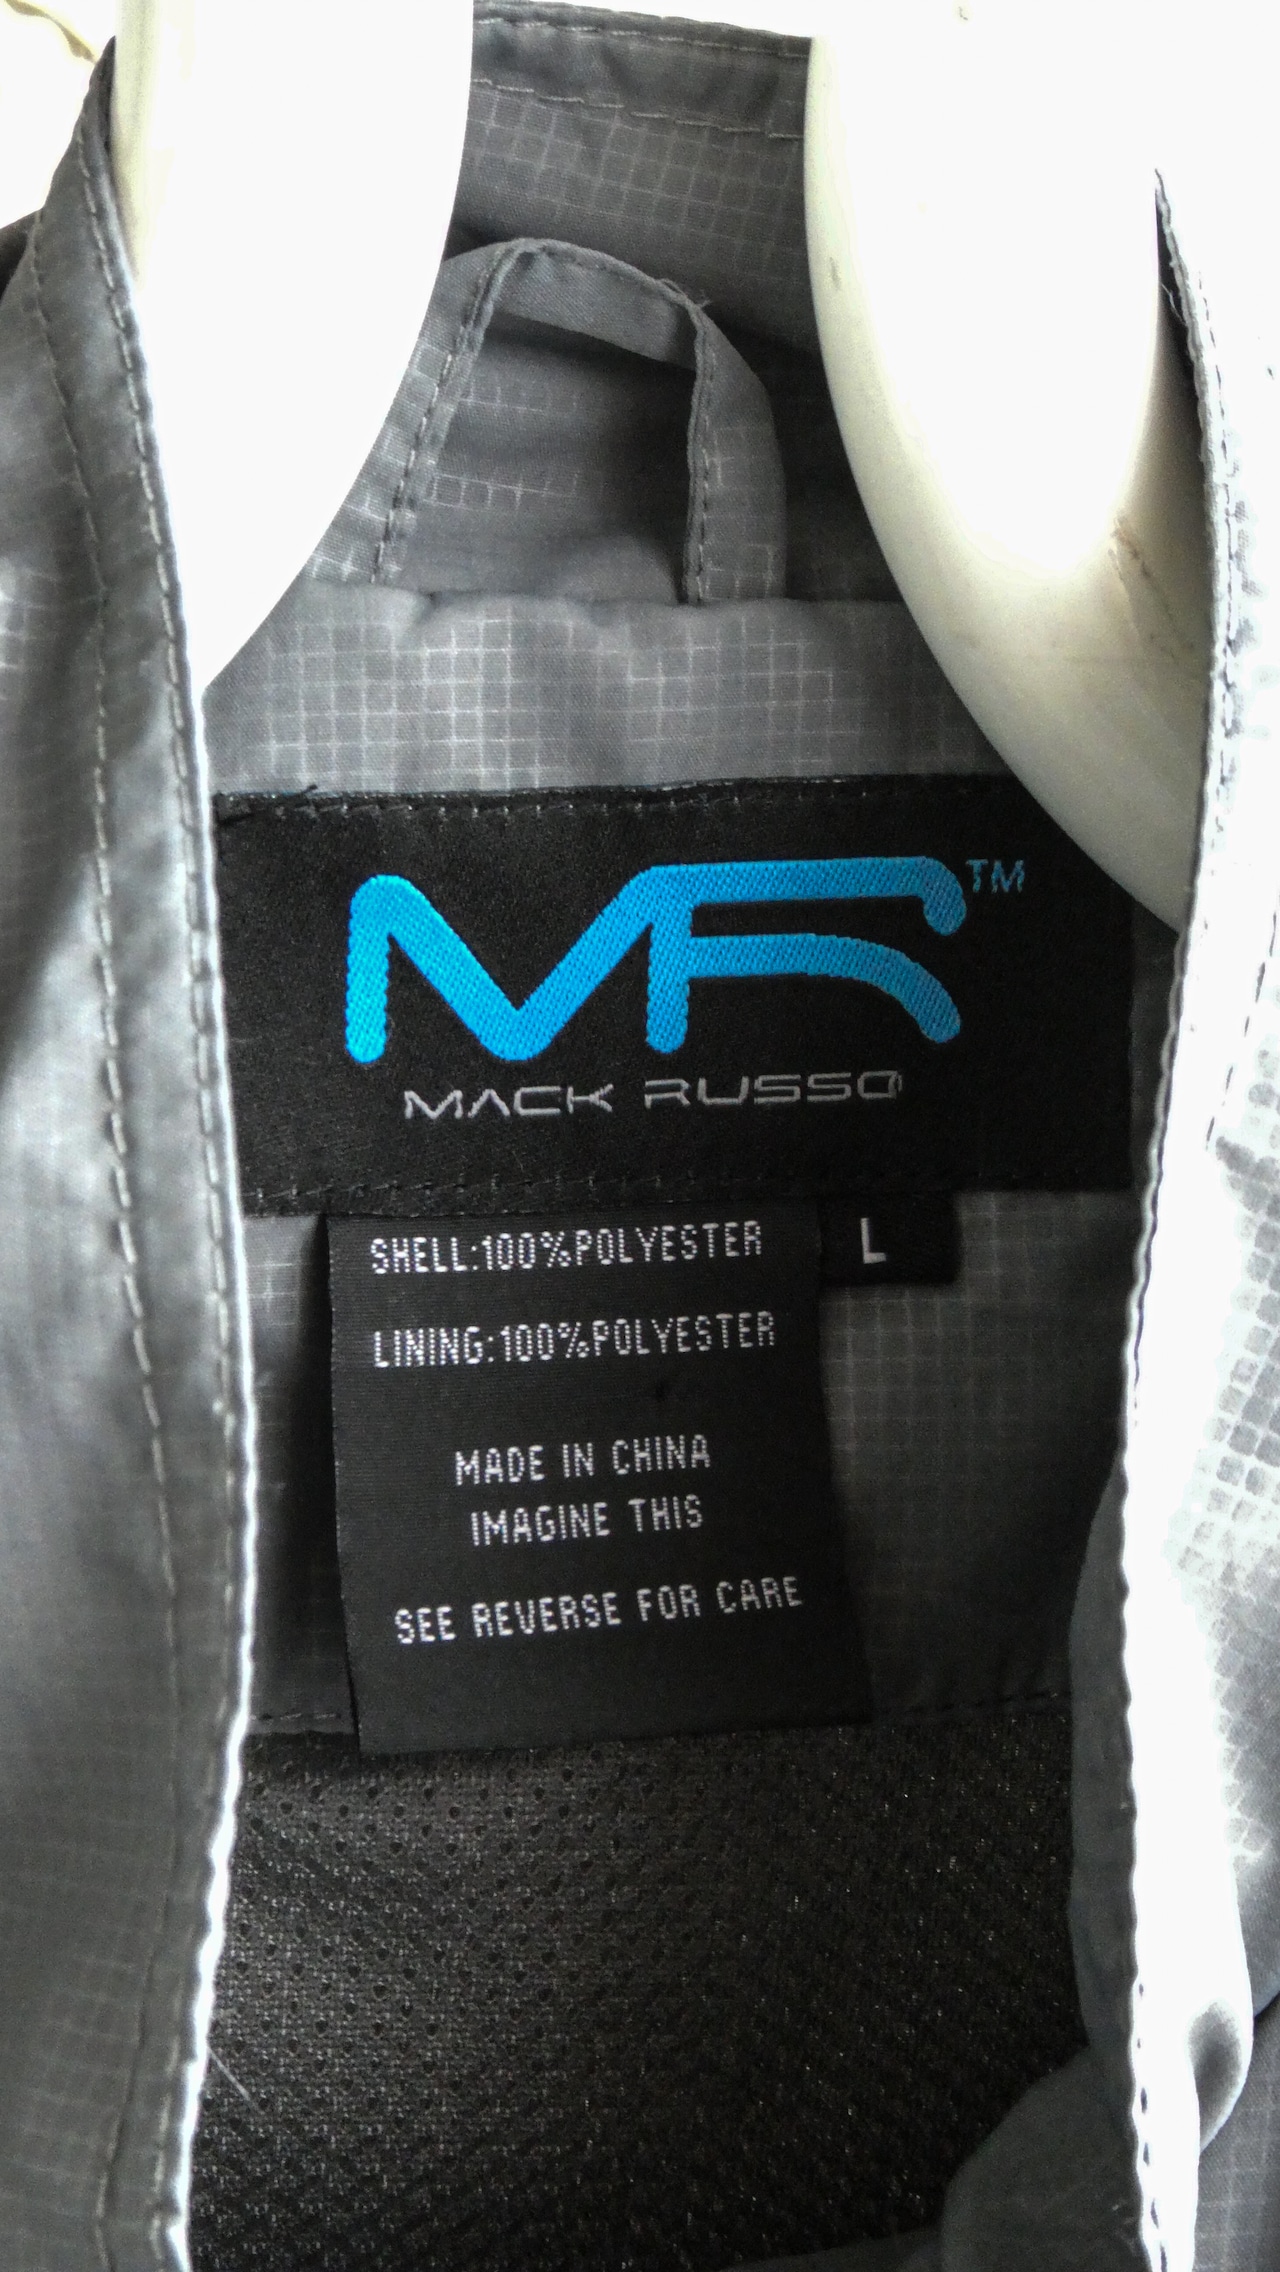 MR™
MACK RUSSO
SHELL:100%POLYESTER
L
LINING:100%POLYESTER
MADE IN CHINA
IMAGINE THIS
SEE REVERSE FOR CARE